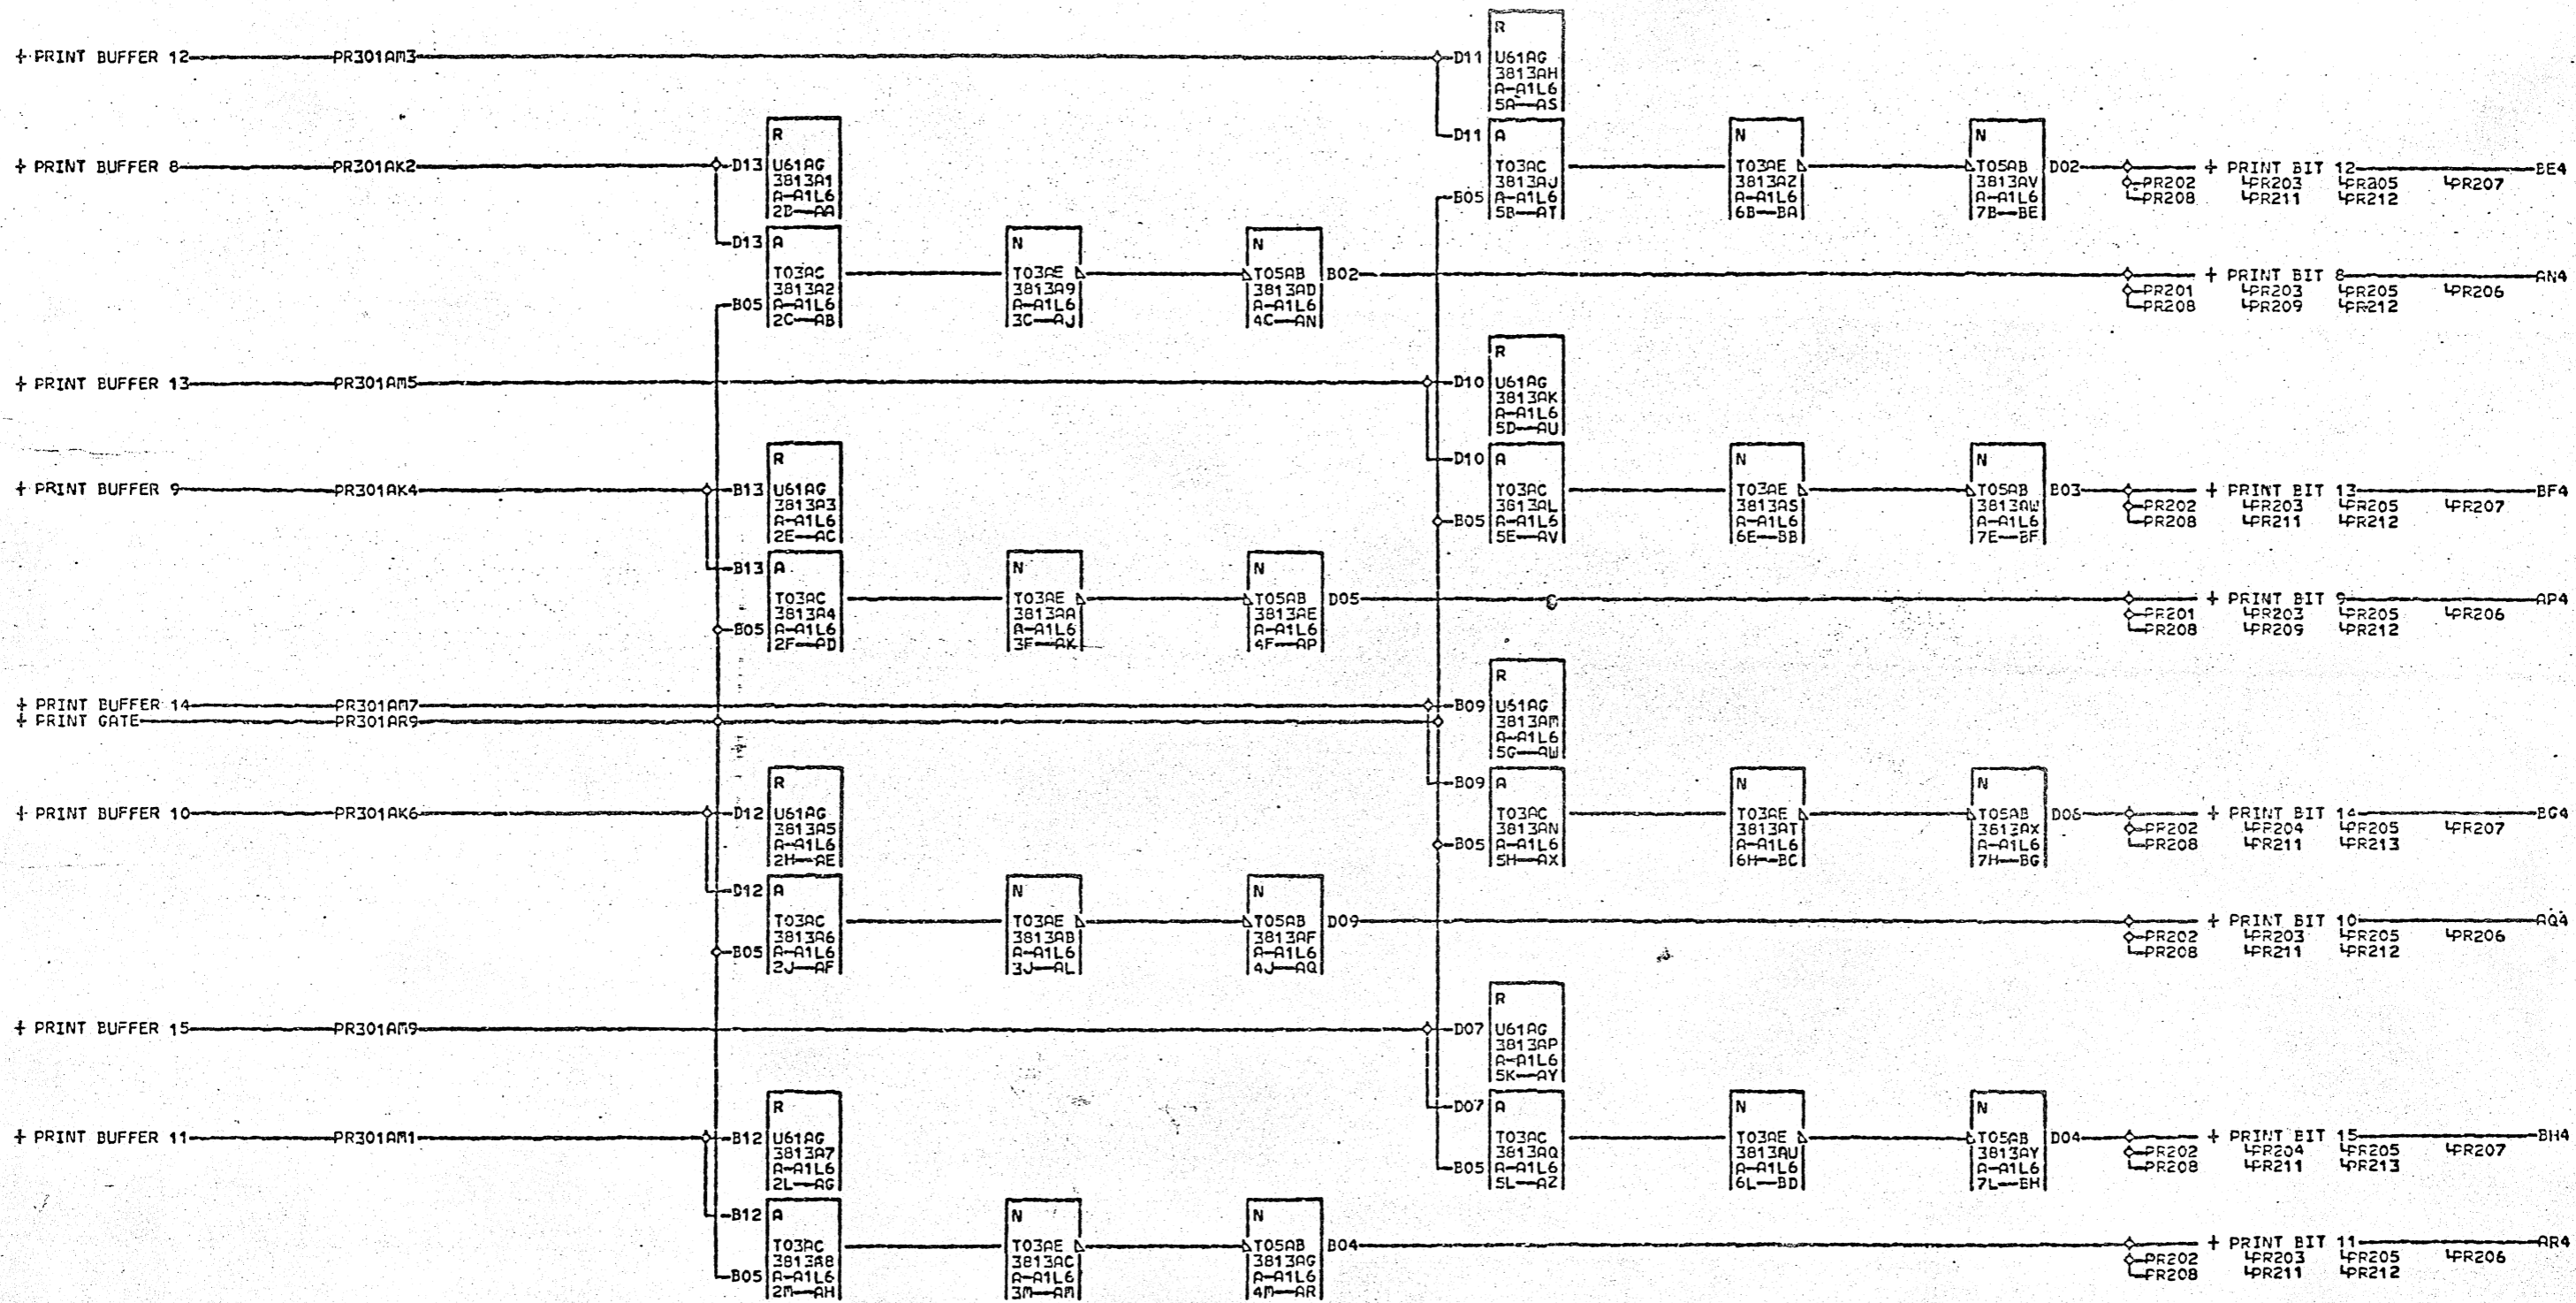 R
+ PRINT BUFFER 12 PR301AM3 D11 U61AG
3813AH
A-A1L6
5A AS
R D11 A N N
+ PRINT BUFFER 8 PR301AK2 D13 U61AG T03AC T03AE T05AB D02 + PRINT BIT 12 BE4
3813A1 3813AJ 3813AZ 3813AV PR202 PR203 PR205 PR207
A-A1L6 B05 A-A1L6 A-A1L6 A-A1L6 PR208 PR211 PR212
2B AA 5B AT 6B BA 7B BE
D13 A N N
T03AC T03AE T05AB B02 + PRINT BIT 8 AN4
3813A2 3813A9 3813AD PR201 PR203 PR205 PR206
B05 A-A1L6 A-A1L6 A-A1L6 PR208 PR209 PR212
2C AB 3C AJ 4C AN
R
+ PRINT BUFFER 13 PR301AM5 D10 U61AG
3813AK
A-A1L6
5D AU
R D10 A N N
+ PRINT BUFFER 9 PR301AK4 B13 U61AG T03AC T03AE T05AB B03 + PRINT BIT 13 BF4
3813A3 3813AL 3813AS 3813AW PR202 PR203 PR205 PR207
A-A1L6 B05 A-A1L6 A-A1L6 A-A1L6 PR208 PR211 PR212
2E AC 5E AV 6E BB 7E BF
B13 A N N
T03AC T03AE T05AB D05 + PRINT BIT 9 AP4
3813A4 3813AA 3813AE PR201 PR203 PR205 PR206
B05 A-A1L6 A-A1L6 A-A1L6 PR208 PR209 PR212
2F AD 3F AK 4F AP
R
+ PRINT BUFFER 14 PR301AM7 B09 U61AG
+ PRINT GATE PR301AR9 3813AM
A-A1L6
5G AW
R B09 A N N
+ PRINT BUFFER 10 PR301AK6 D12 U61AG T03AC T03AE T05AB D06 + PRINT BIT 14 BG4
3813A5 3813AN 3813AT 3813AX PR202 PR204 PR205 PR207
A-A1L6 B05 A-A1L6 A-A1L6 A-A1L6 PR208 PR211 PR213
2H AE 5H AX 6H BC 7H BG
D12 A N N
T03AC T03AE T05AB D09 + PRINT BIT 10 AQ4
3813A6 3813AB 3813AF PR202 PR203 PR205 PR206
B05 A-A1L6 A-A1L6 A-A1L6 PR208 PR211 PR212
2J AF 3J AL 4J AQ
R
+ PRINT BUFFER 15 PR301AM9 D07 U61AG
3813AP
A-A1L6
5K AY
R D07 A N N
+ PRINT BUFFER 11 PR301AM1 B12 U61AG T03AC T03AE T05AB D04 + PRINT BIT 15 BH4
3813A7 3813AQ 3813AU 3813AY PR202 PR204 PR205 PR207
A-A1L6 B05 A-A1L6 A-A1L6 A-A1L6 PR208 PR211 PR213
2L AG 5L AZ 6L BD 7L BH
B12 A N N
T03AC T03AE T05AB B04 + PRINT BIT 11 AR4
3813A8 3813AC 3813AG PR202 PR203 PR205 PR206
B05 A-A1L6 A-A1L6 A-A1L6 PR208 PR211 PR212
2M AH 3M AM 4M AR